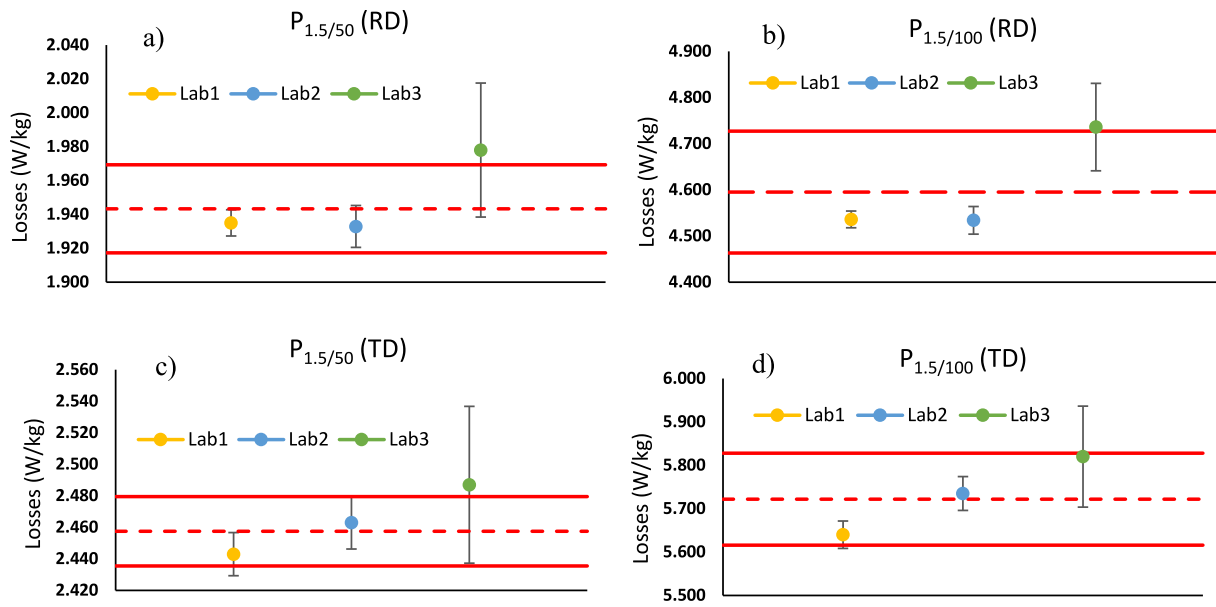 a)
P1.5/50 (RD)
Losses (W/kg)
2.040
2.020
2.000
1.980
1.960
1.940
1.920
1.900
Lab1 Lab2 Lab3
b)
P1.5/100 (RD)
Losses (W/kg)
4.900
4.800
4.700
4.600
4.500
4.400
Lab1 Lab2 Lab3
c)
P1.5/50 (TD)
Losses (W/kg)
2.560
2.540
2.520
2.500
2.480
2.460
2.440
2.420
Lab1 Lab2 Lab3
d)
P1.5/100 (TD)
Losses (W/kg)
6.000
5.900
5.800
5.700
5.600
5.500
Lab1 Lab2 Lab3